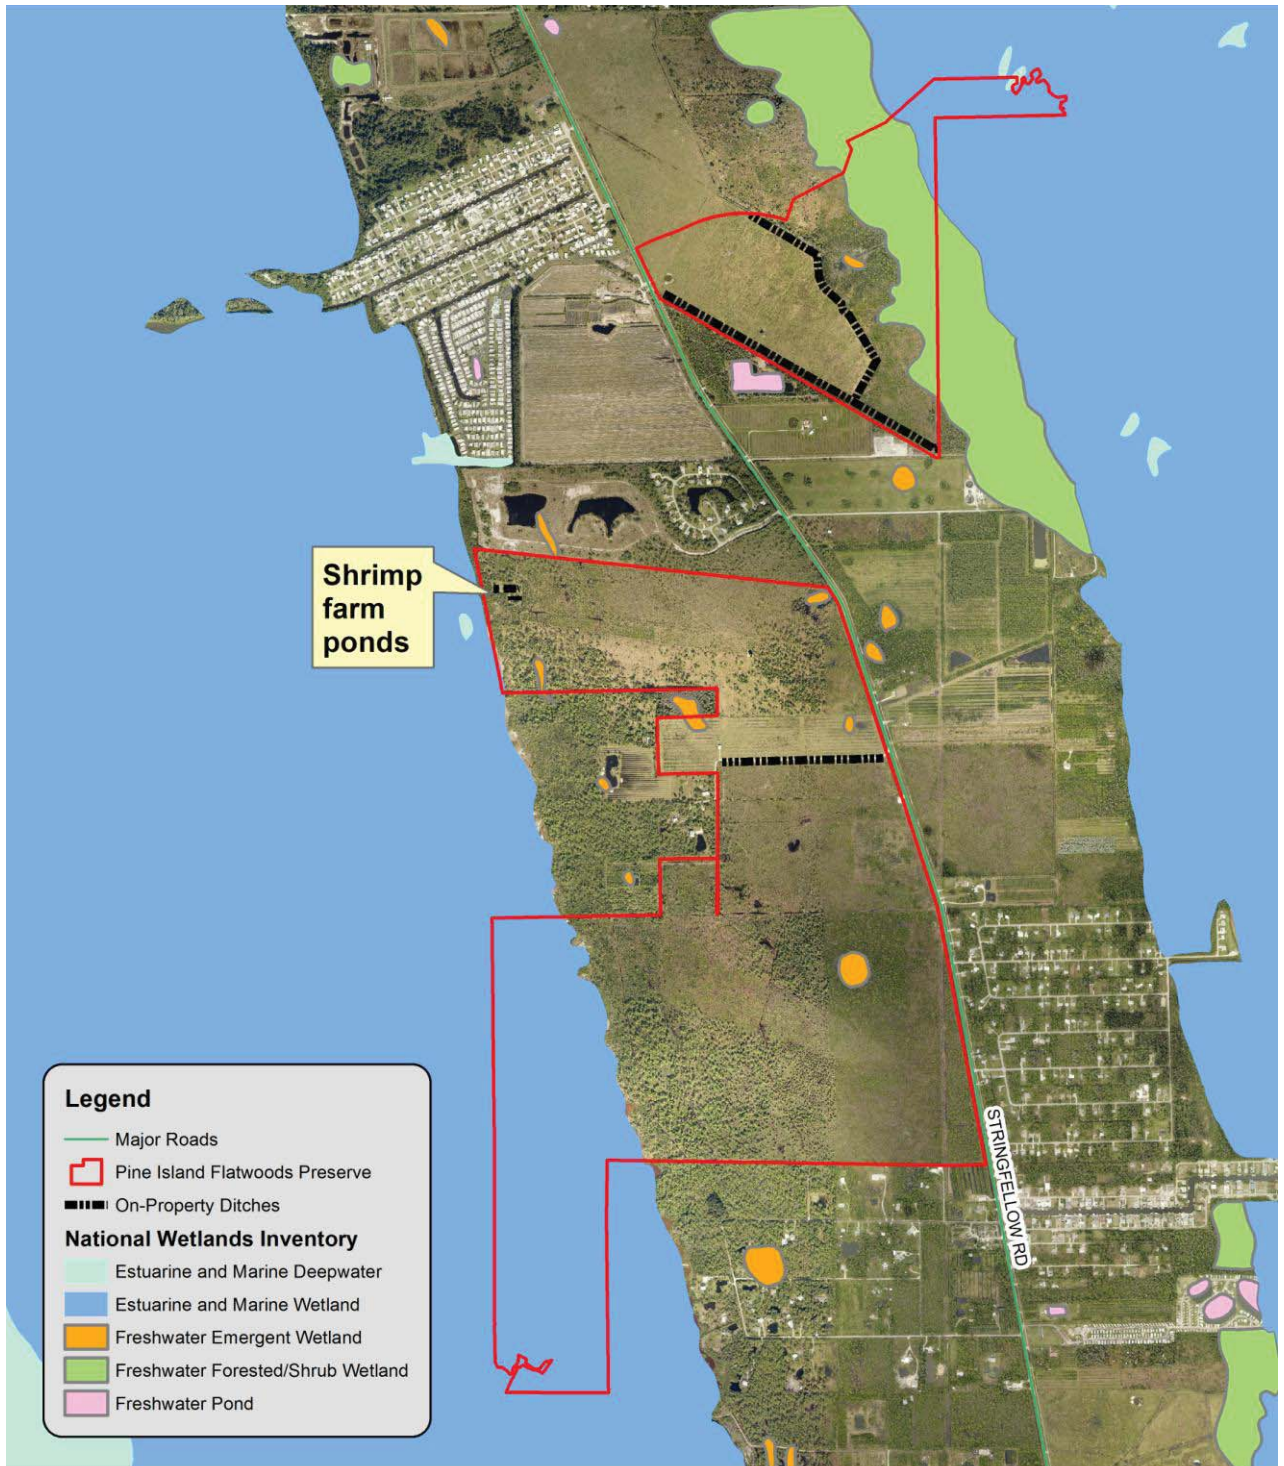 Shrimp
farm
ponds
STRINGFELLOW RD
Legend
Major Roads
Pine Island Flatwoods Preserve
On-Property Ditches
National Wetlands Inventory
Estuarine and Marine Deepwater
Estuarine and Marine Wetland
Freshwater Emergent Wetland
Freshwater Forested/Shrub Wetland
Freshwater Pond